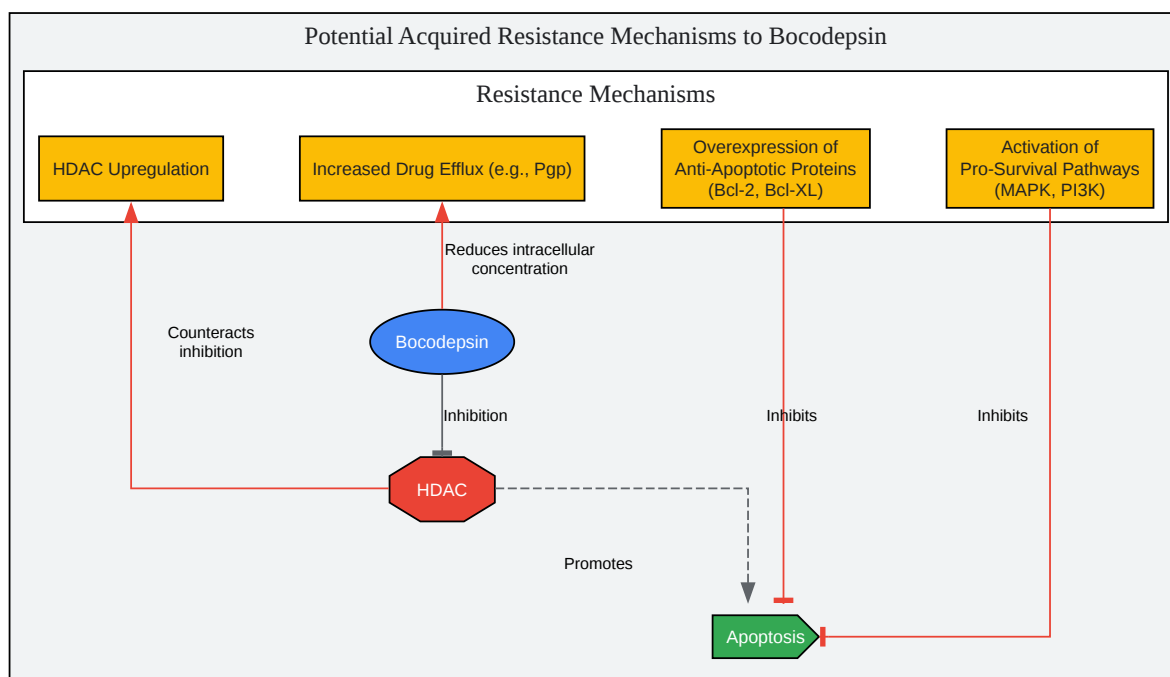 Potential Acquired Resistance Mechanisms to Bocodepsin
Resistance Mechanisms
HDAC Upregulation
Increased Drug Efflux (e.g., Pgp)
Overexpression of
Anti-Apoptotic Proteins
(Bcl-2, Bcl-XL)
Activation of
Pro-Survival Pathways
(MAPK, PI3K)
Reduces intracellular
concentration
Counteracts
inhibition
Bocodepsin
Inhibition
Inhibits
Inhibits
HDAC
Promotes
Apoptosis